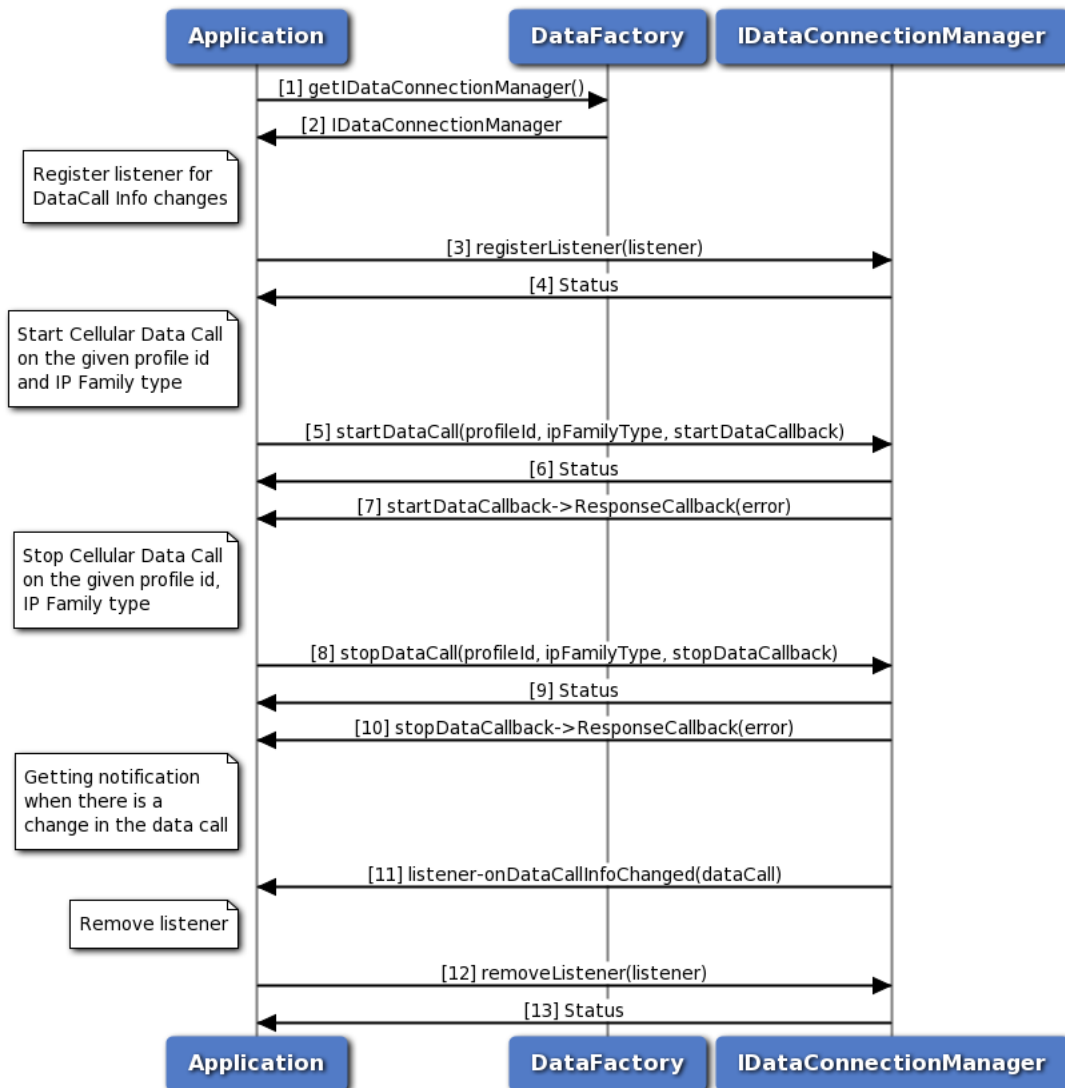 Application
DataFactory
IDataConnectionManager
[1] getIDataConnectionManager()
[2] IDataConnectionManager
Register listener for
DataCall Info changes
[3] registerListener(listener)
[4] Status
Start Cellular Data Call
on the given profile id
and IP Family type
[5] startDataCall(profileId, ipFamilyType, startDataCallback)
[6] Status
[7] startDataCallback->ResponseCallback(error)
Stop Cellular Data Call
on the given profile id,
IP Family type
[8] stopDataCall(profileId, ipFamilyType, stopDataCallback)
[9] Status
[10] stopDataCallback->ResponseCallback(error)
Getting notification
when there is a
change in the data call
[11] listener-onDataCallInfoChanged(dataCall)
Remove listener
[12] removeListener(listener)
[13] Status
Application
DataFactory
IDataConnectionManager